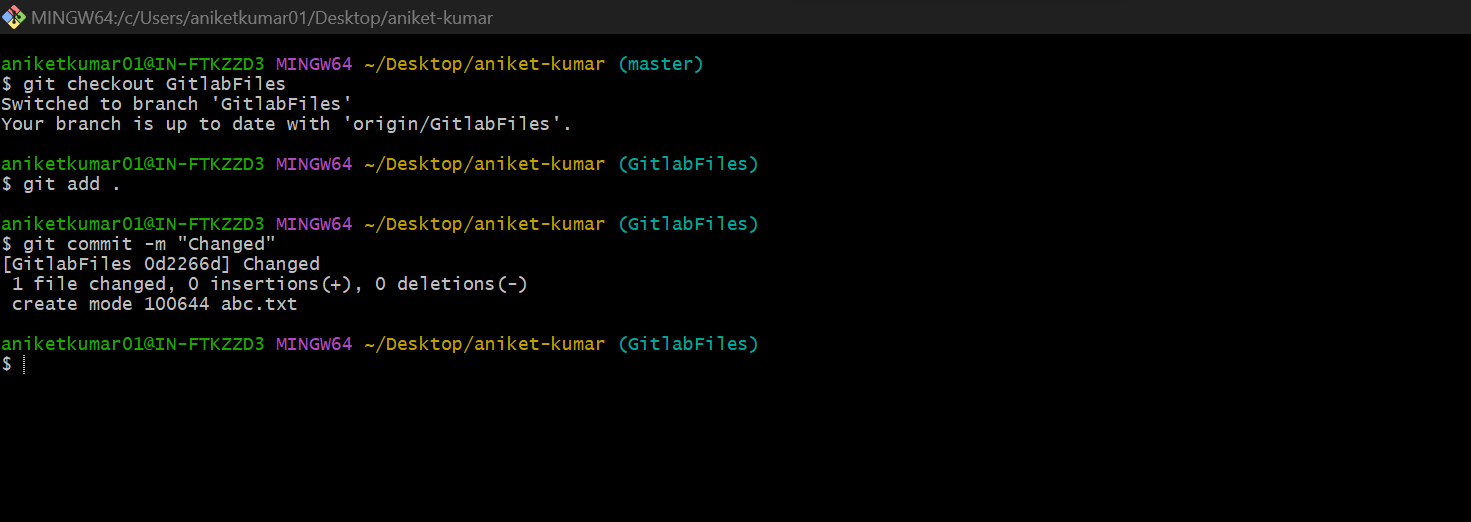 MINGW64:/c/Users/aniketkumar01/Desktop/aniket-kumar
aniketkumar01@IN-FTKZZD3 MINGW64 ~/Desktop/aniket-kumar (master)
$ git checkout GitlabFiles
Switched to branch 'GitlabFiles'
Your branch is up to date with 'origin/GitlabFiles'.
aniketkumar01@IN-FTKZZD3 MINGW64 ~/Desktop/aniket-kumar (GitlabFiles)
$ git add .
aniketkumar01@IN-FTKZZD3 MINGW64 ~/Desktop/aniket-kumar (GitlabFiles)
$ git commit -m "Changed"
[GitlabFiles 0d2266d] Changed
 1 file changed, 0 insertions(+), 0 deletions(-)
 create mode 100644 abc.txt
aniketkumar01@IN-FTKZZD3 MINGW64 ~/Desktop/aniket-kumar (GitlabFiles)
$